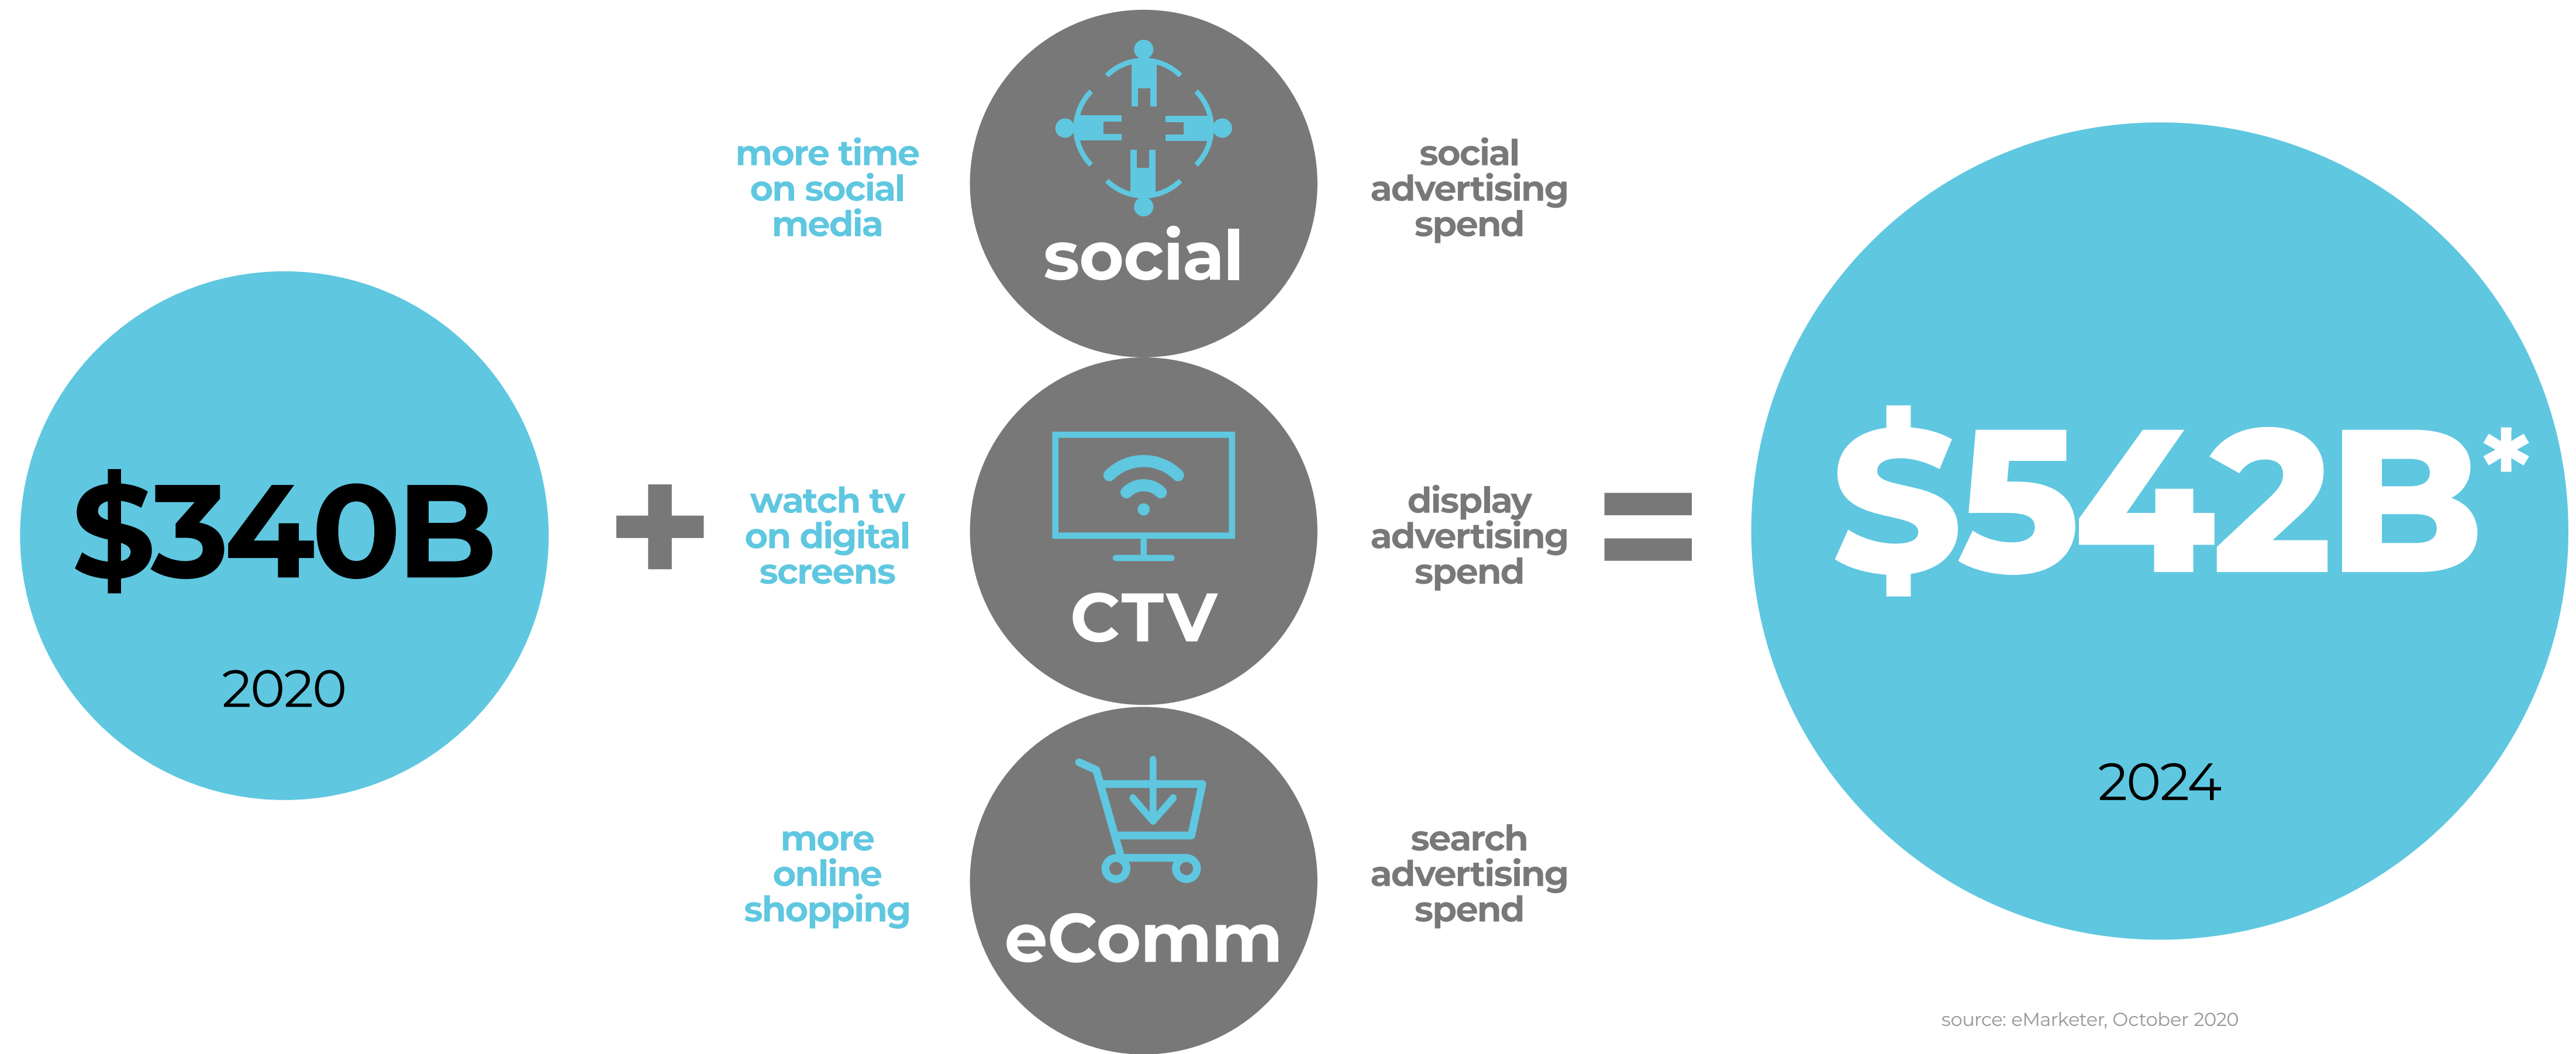 $340B
2020
+
more time
on social
media
social
social
advertising
spend
watch tv
on digital
screens
CTV
display
advertising
spend
more
online
shopping
eComm
search
advertising
spend
=
$542B*
2024
source: eMarketer, October 2020